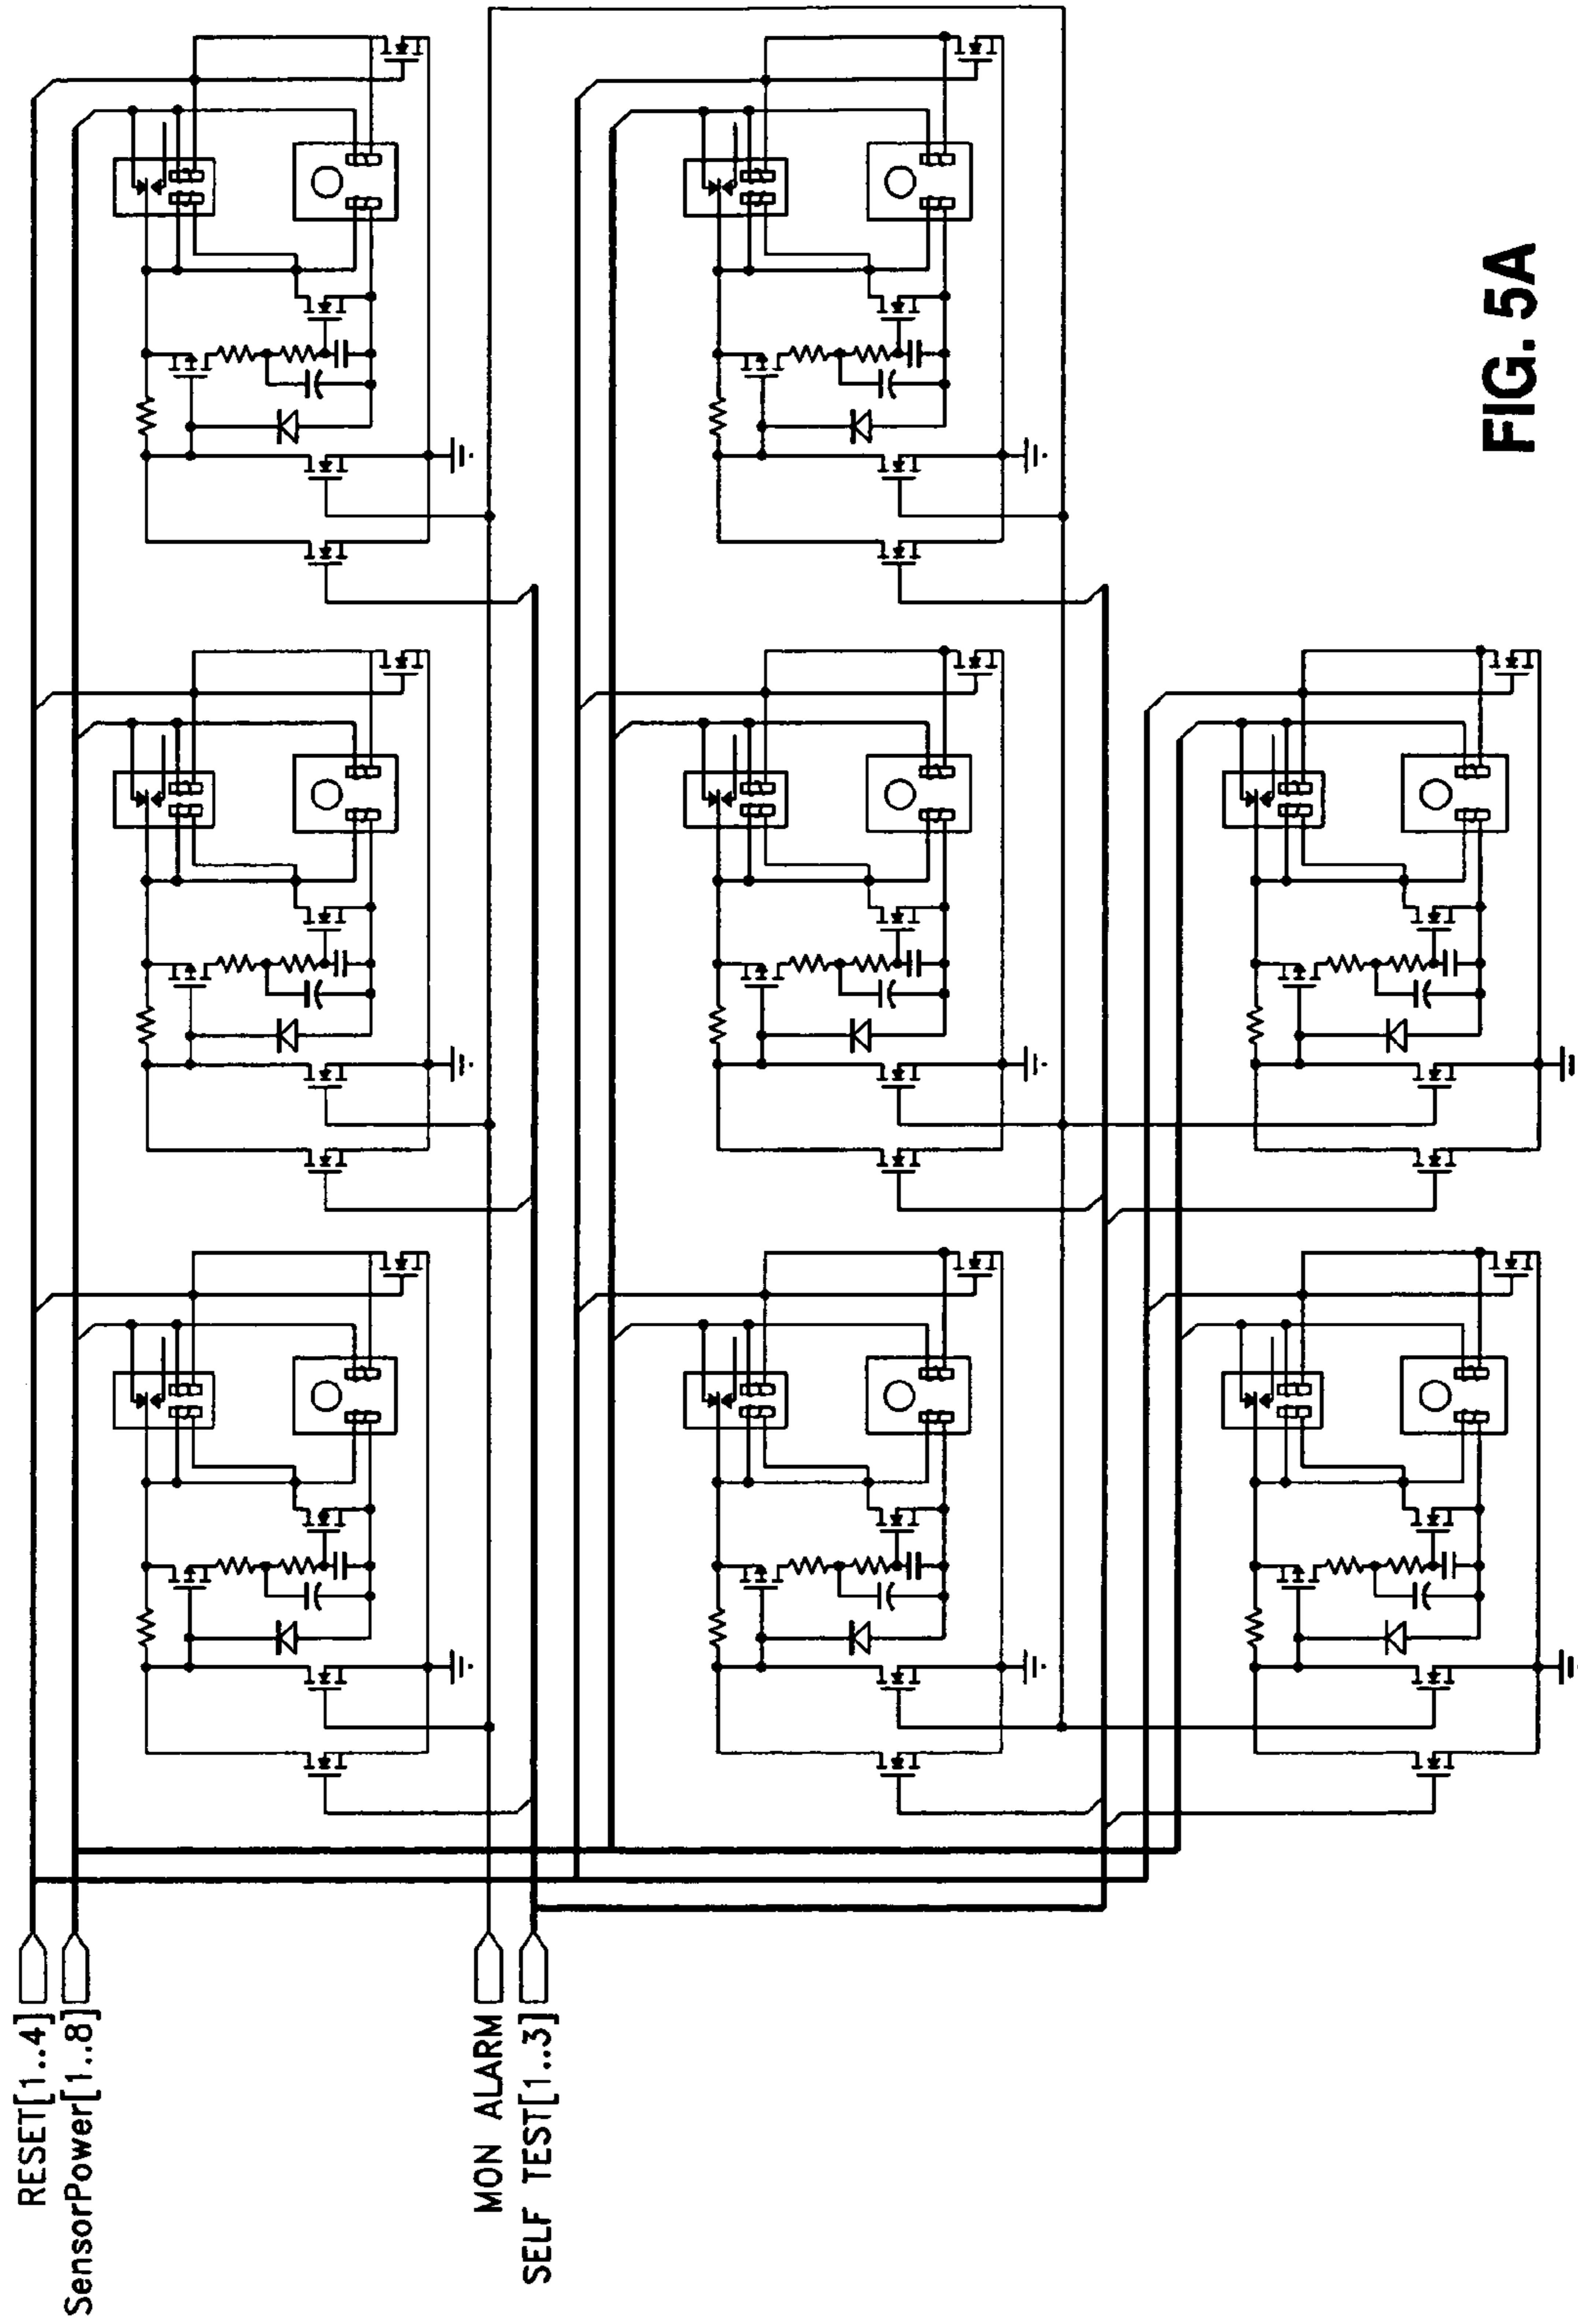 RESET[1..4]
SensorPower[1..8]
MON ALARM
SELF TEST[1..3]
FIG. 5A